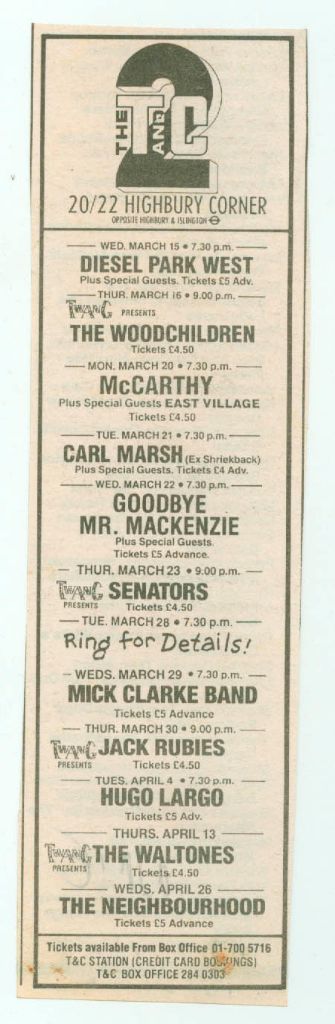 THE T AND C 2
20/22 HIGHBURY CORNER
OPPOSITE HIGHBURY & ISLINGTON
WED. MARCH 15 • 7.30 p.m.
DIESEL PARK WEST
Plus Special Guests. Tickets £5 Adv.
THUR. MARCH 16 • 9.00 p.m.
TWANG PRESENTS
THE WOODCHILDREN
Tickets £4.50
MON. MARCH 20 • 7.30 p.m.
McCARTHY
Plus Special Guests EAST VILLAGE
Tickets £4.50
TUE. MARCH 21 • 7.30 p.m.
CARL MARSH (Ex Shriekback)
Plus Special Guests. Tickets £4 Adv.
WED. MARCH 22 • 7.30 p.m.
GOODBYE
MR. MACKENZIE
Plus Special Guests
Tickets £5 Advance.
THUR. MARCH 23 • 9.00 p.m.
TWANG PRESENTS SENATORS
Tickets £4.50
TUE. MARCH 28 • 7.30 p.m.
Ring for Details!
WEDS. MARCH 29 • 7.30 p.m.
MICK CLARKE BAND
Tickets £5 Advance
THUR. MARCH 30 • 9.00 p.m.
TWANG PRESENTS JACK RUBIES
Tickets £4.50
TUES. APRIL 4 • 7.30 p.m.
HUGO LARGO
Tickets £5 Adv.
THURS. APRIL 13
TWANG PRESENTS THE WALTONES
Tickets £4.50
WEDS. APRIL 26
THE NEIGHBOURHOOD
Tickets £5 Advance
Tickets available From Box Office 01-700 5716
T&C STATION (CREDIT CARD BOOKINGS)
T&C BOX OFFICE 284 0303